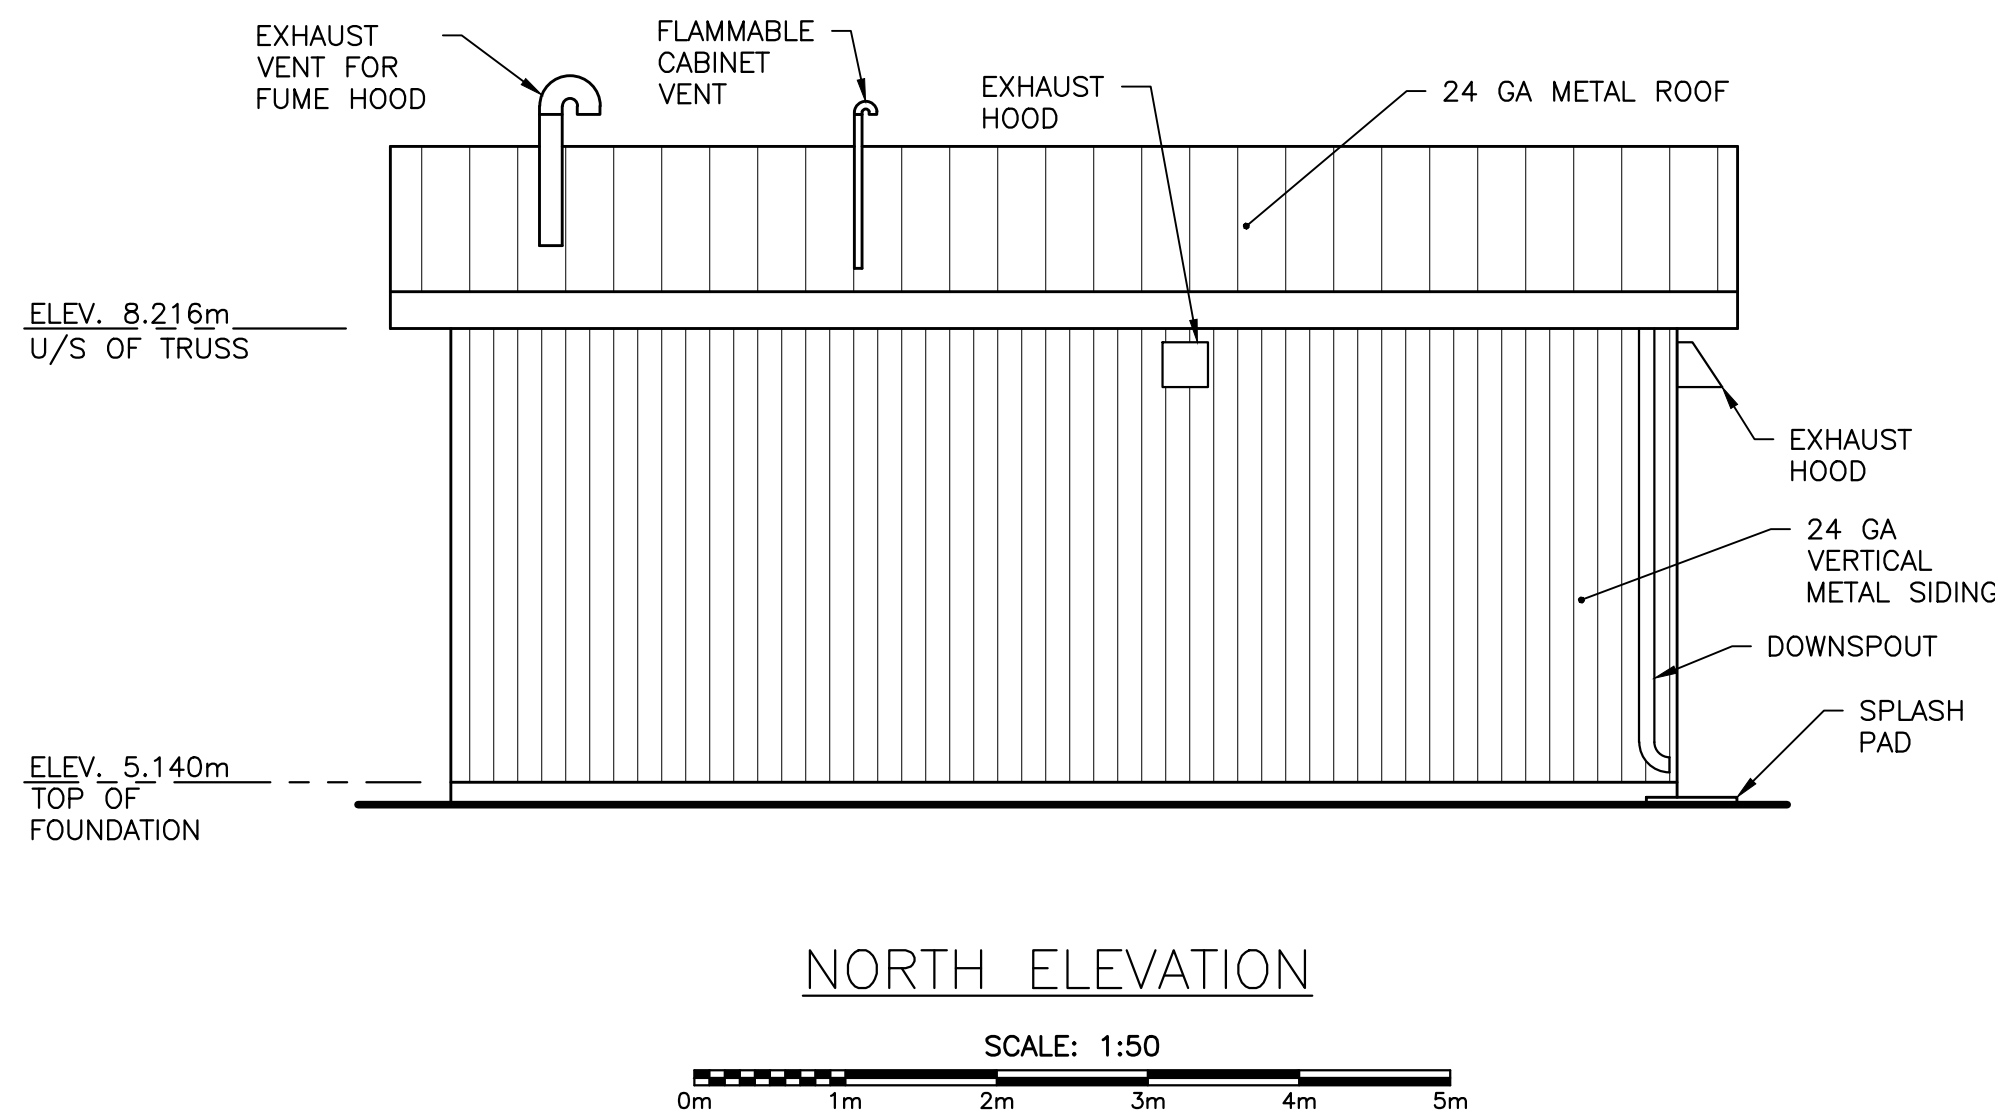 EXHAUST
VENT FOR
FUME HOOD
FLAMMABLE
CABINET
VENT
EXHAUST
HOOD
24 GA METAL ROOF
ELEV. 8.216m
U/S OF TRUSS
EXHAUST
HOOD
24 GA
VERTICAL
METAL SIDING
DOWNSPOUT
SPLASH
PAD
ELEV. 5.140m
TOP OF
FOUNDATION
NORTH ELEVATION
SCALE: 1:50
0m 1m 2m 3m 4m 5m